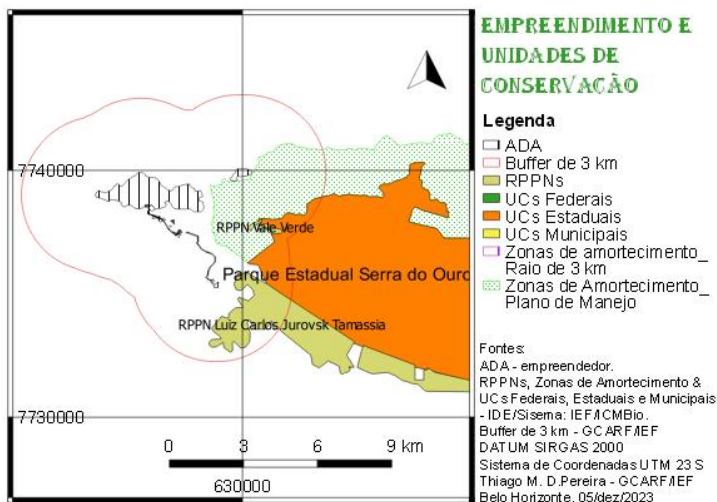 EMPREENDIMENTO E
UNIDADES DE
CONSERVAÇÃO
Legenda
ADA
Buffer de 3 km
RPPNs
UCs Federais
UCs Estaduais
UCs Municipais
Zonas de amortecimento_
Raio de 3 km
Zonas de Amortecimento_
Plano de Manejo
7740000
RPPN Vale Verde
Parque Estadual Serra do Ouro
RPPN Luiz Carlos Jurovsk Tamassia
7730000
0 3 6 9 km
630000
Fontes:
ADA - empreendedor.
RPPNs, Zonas de Amortecimento &
UCs Federais, Estaduais e Municipais
- IDE/Sisema: IEF/ICMBio.
Buffer de 3 km - GCARF/IEF
DATUM SIRGAS 2000
Sistema de Coordenadas UTM 23 S
Thiago M. D.Pereira - GCARF/IEF
Belo Horizonte, 05/dez/2023